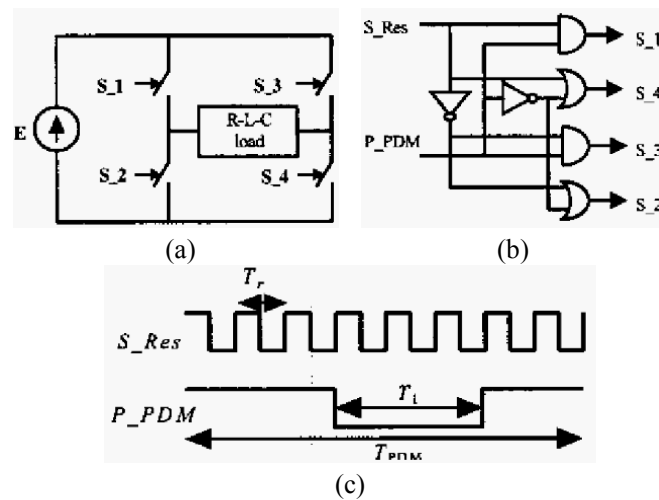 S_1
S_3
E
R-L-C
load
S_2
S_4
(a)
S_Res
P_PDM
S_1
S_4
S_3
S_2
(b)
T_r
S_Res
P_PDM
T_i
T_PDM
(c)